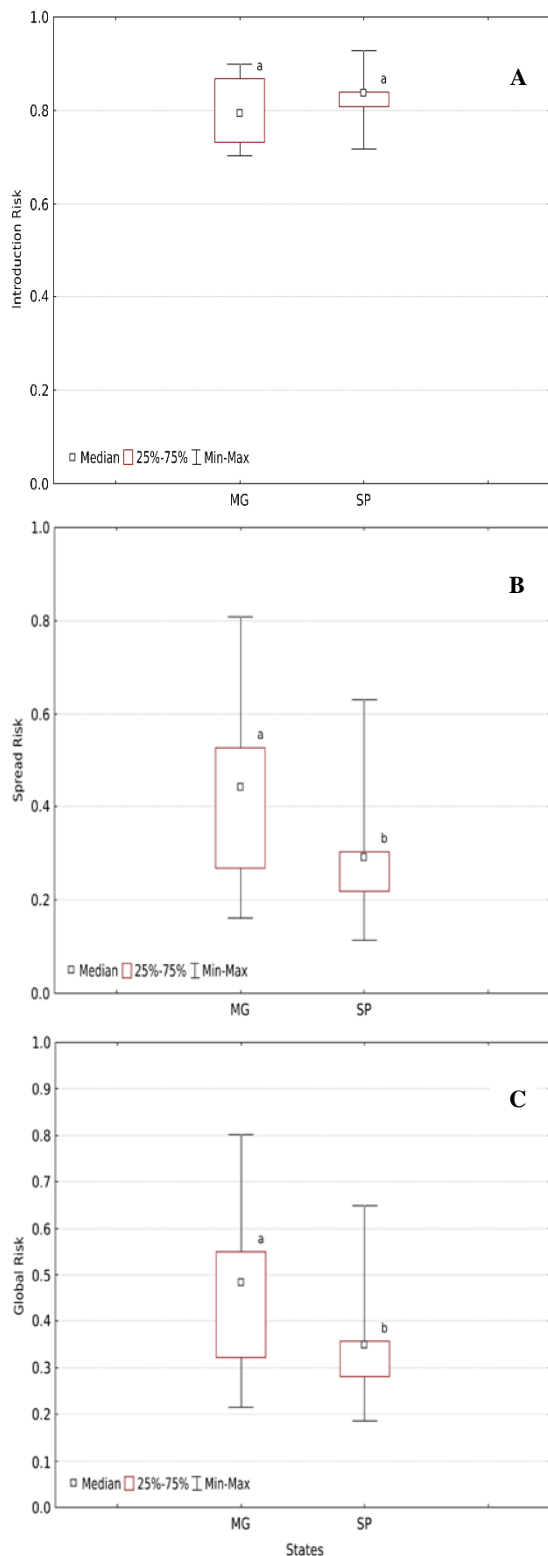 1.0
A
a
a
0.8
0.6
Introduction Risk
0.4
0.2
Median 25%-75% Min-Max
0.0
MG SP
1.0
B
0.8
a
0.6
Spread Risk
b
0.4
0.2
Median 25%-75% Min-Max
0.0
MG SP
1.0
0.9
C
0.8
0.7
0.6
a
0.5
Global Risk
0.4
b
0.3
0.2
0.1
Median 25%-75% Min-Max
0.0
MG SP
States